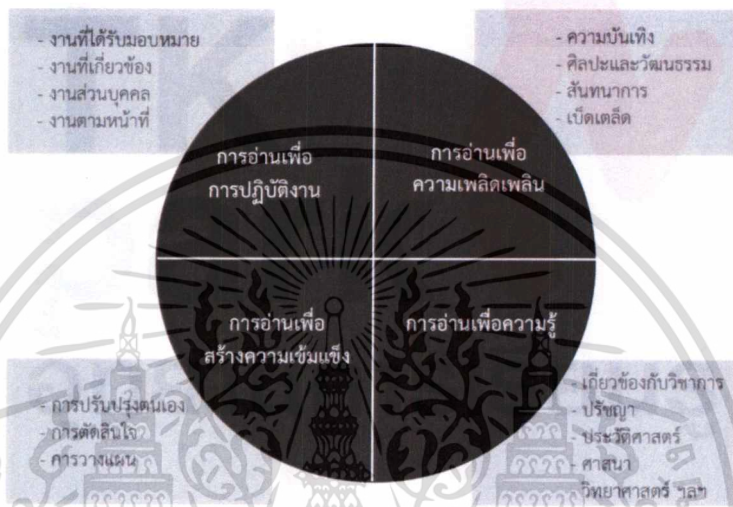 - งานที่ได้รับมอบหมาย
- งานที่เกี่ยวข้อง
- งานส่วนบุคคล
- งานตามหน้าที่
- ความบันเทิง
- ศิลปะและวัฒนธรรม
- สันทนาการ
- เบ็ดเตล็ด
การอ่านเพื่อ
การปฏิบัติงาน
การอ่านเพื่อ
ความเพลิดเพลิน
การอ่านเพื่อ
สร้างความเข้มแข็ง
การอ่านเพื่อความรู้
- การปรับปรุงตนเอง
- การตัดสินใจ
- คารวางแผน
- เกี่ยวข้องกับวิชาการ
- ปรัชญา
- ประวัติศาสตร์
- ศาสนา
วิทยาศาสตร์ ฯลฯ